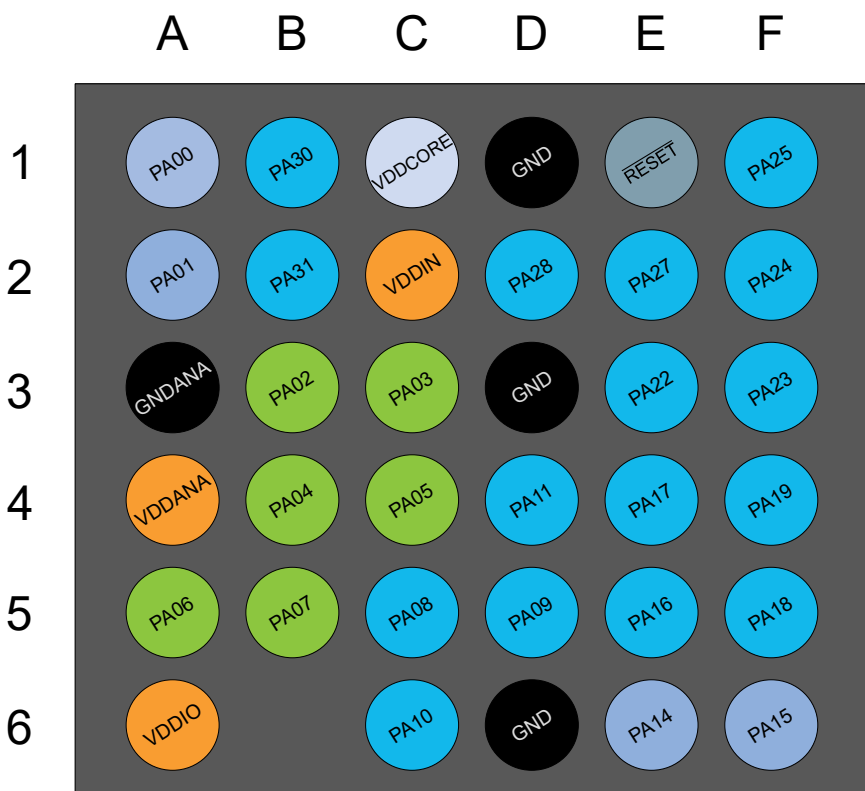 A B C D E F
1 PA00 PA30 VDDCORE GND RESET PA25
2 PA01 PA31 VDDIN PA28 PA27 PA24
3 GNDANA PA02 PA03 GND PA22 PA23
4 VDDANA PA04 PA05 PA11 PA17 PA19
5 PA06 PA07 PA08 PA09 PA16 PA18
6 VDDIO PA10 GND PA14 PA15